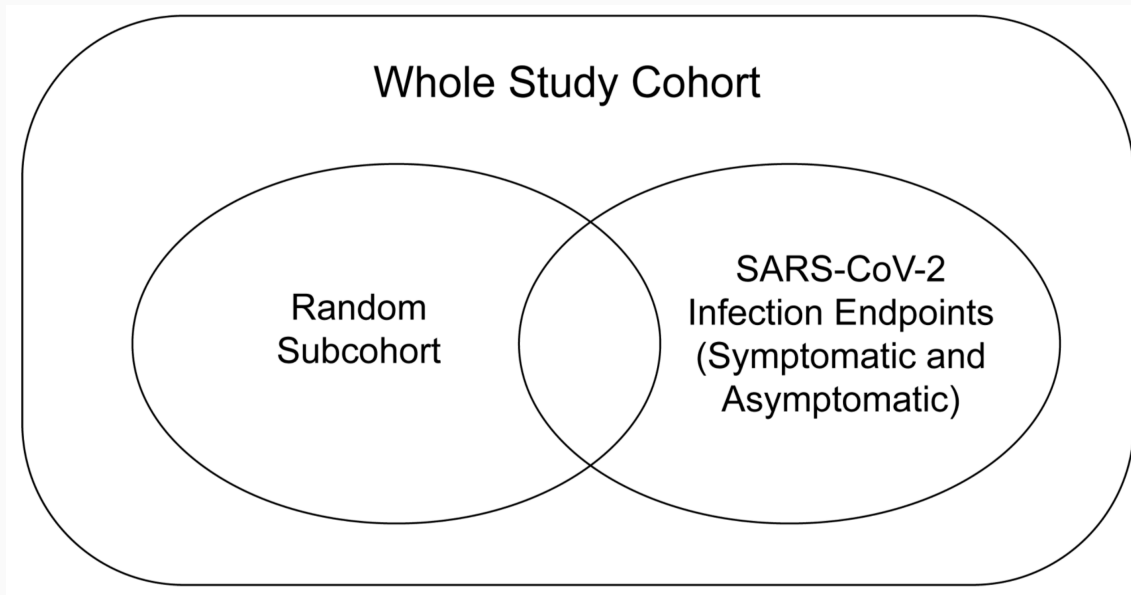 Whole Study Cohort
Random
Subcohort
SARS-CoV-2
Infection Endpoints
(Symptomatic and
Asymptomatic)